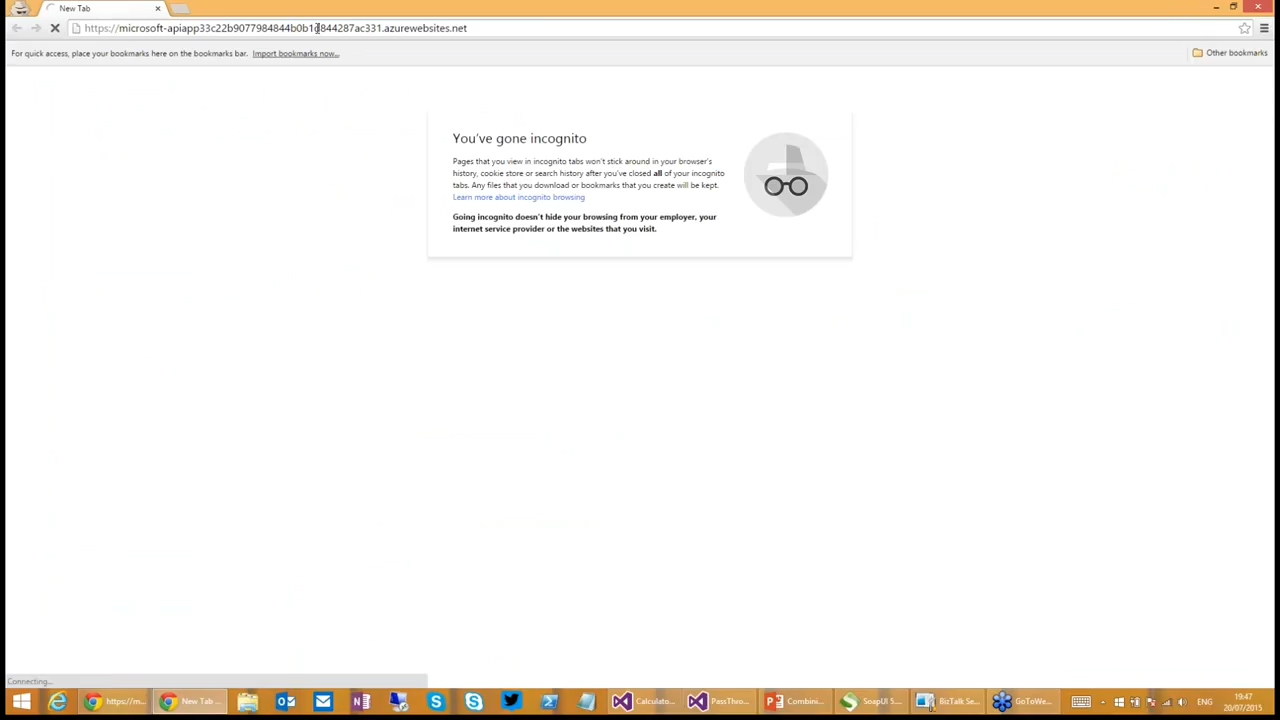 New Tab
https://microsoft-apiapp33c22b9077984844b0b1d844287ac331.azurewebsites.net
For quick access, place your bookmarks here on the bookmarks bar. Import bookmarks now...
Other bookmarks
You've gone incognito
Pages that you view in incognito tabs won't stick around in your browser's
history, cookie store or search history after you've closed all of your incognito
tabs. Any files that you download or bookmarks that you create will be kept.
Learn more about incognito browsing
Going incognito doesn't hide your browsing from your employer, your
internet service provider or the websites that you visit.
Connecting...
https://m...
New Tab ...
Calculato...
PassThro...
Combini...
SoapUI 5....
BizTalk Se...
GoToWe...
ENG
19:47
20/07/2015